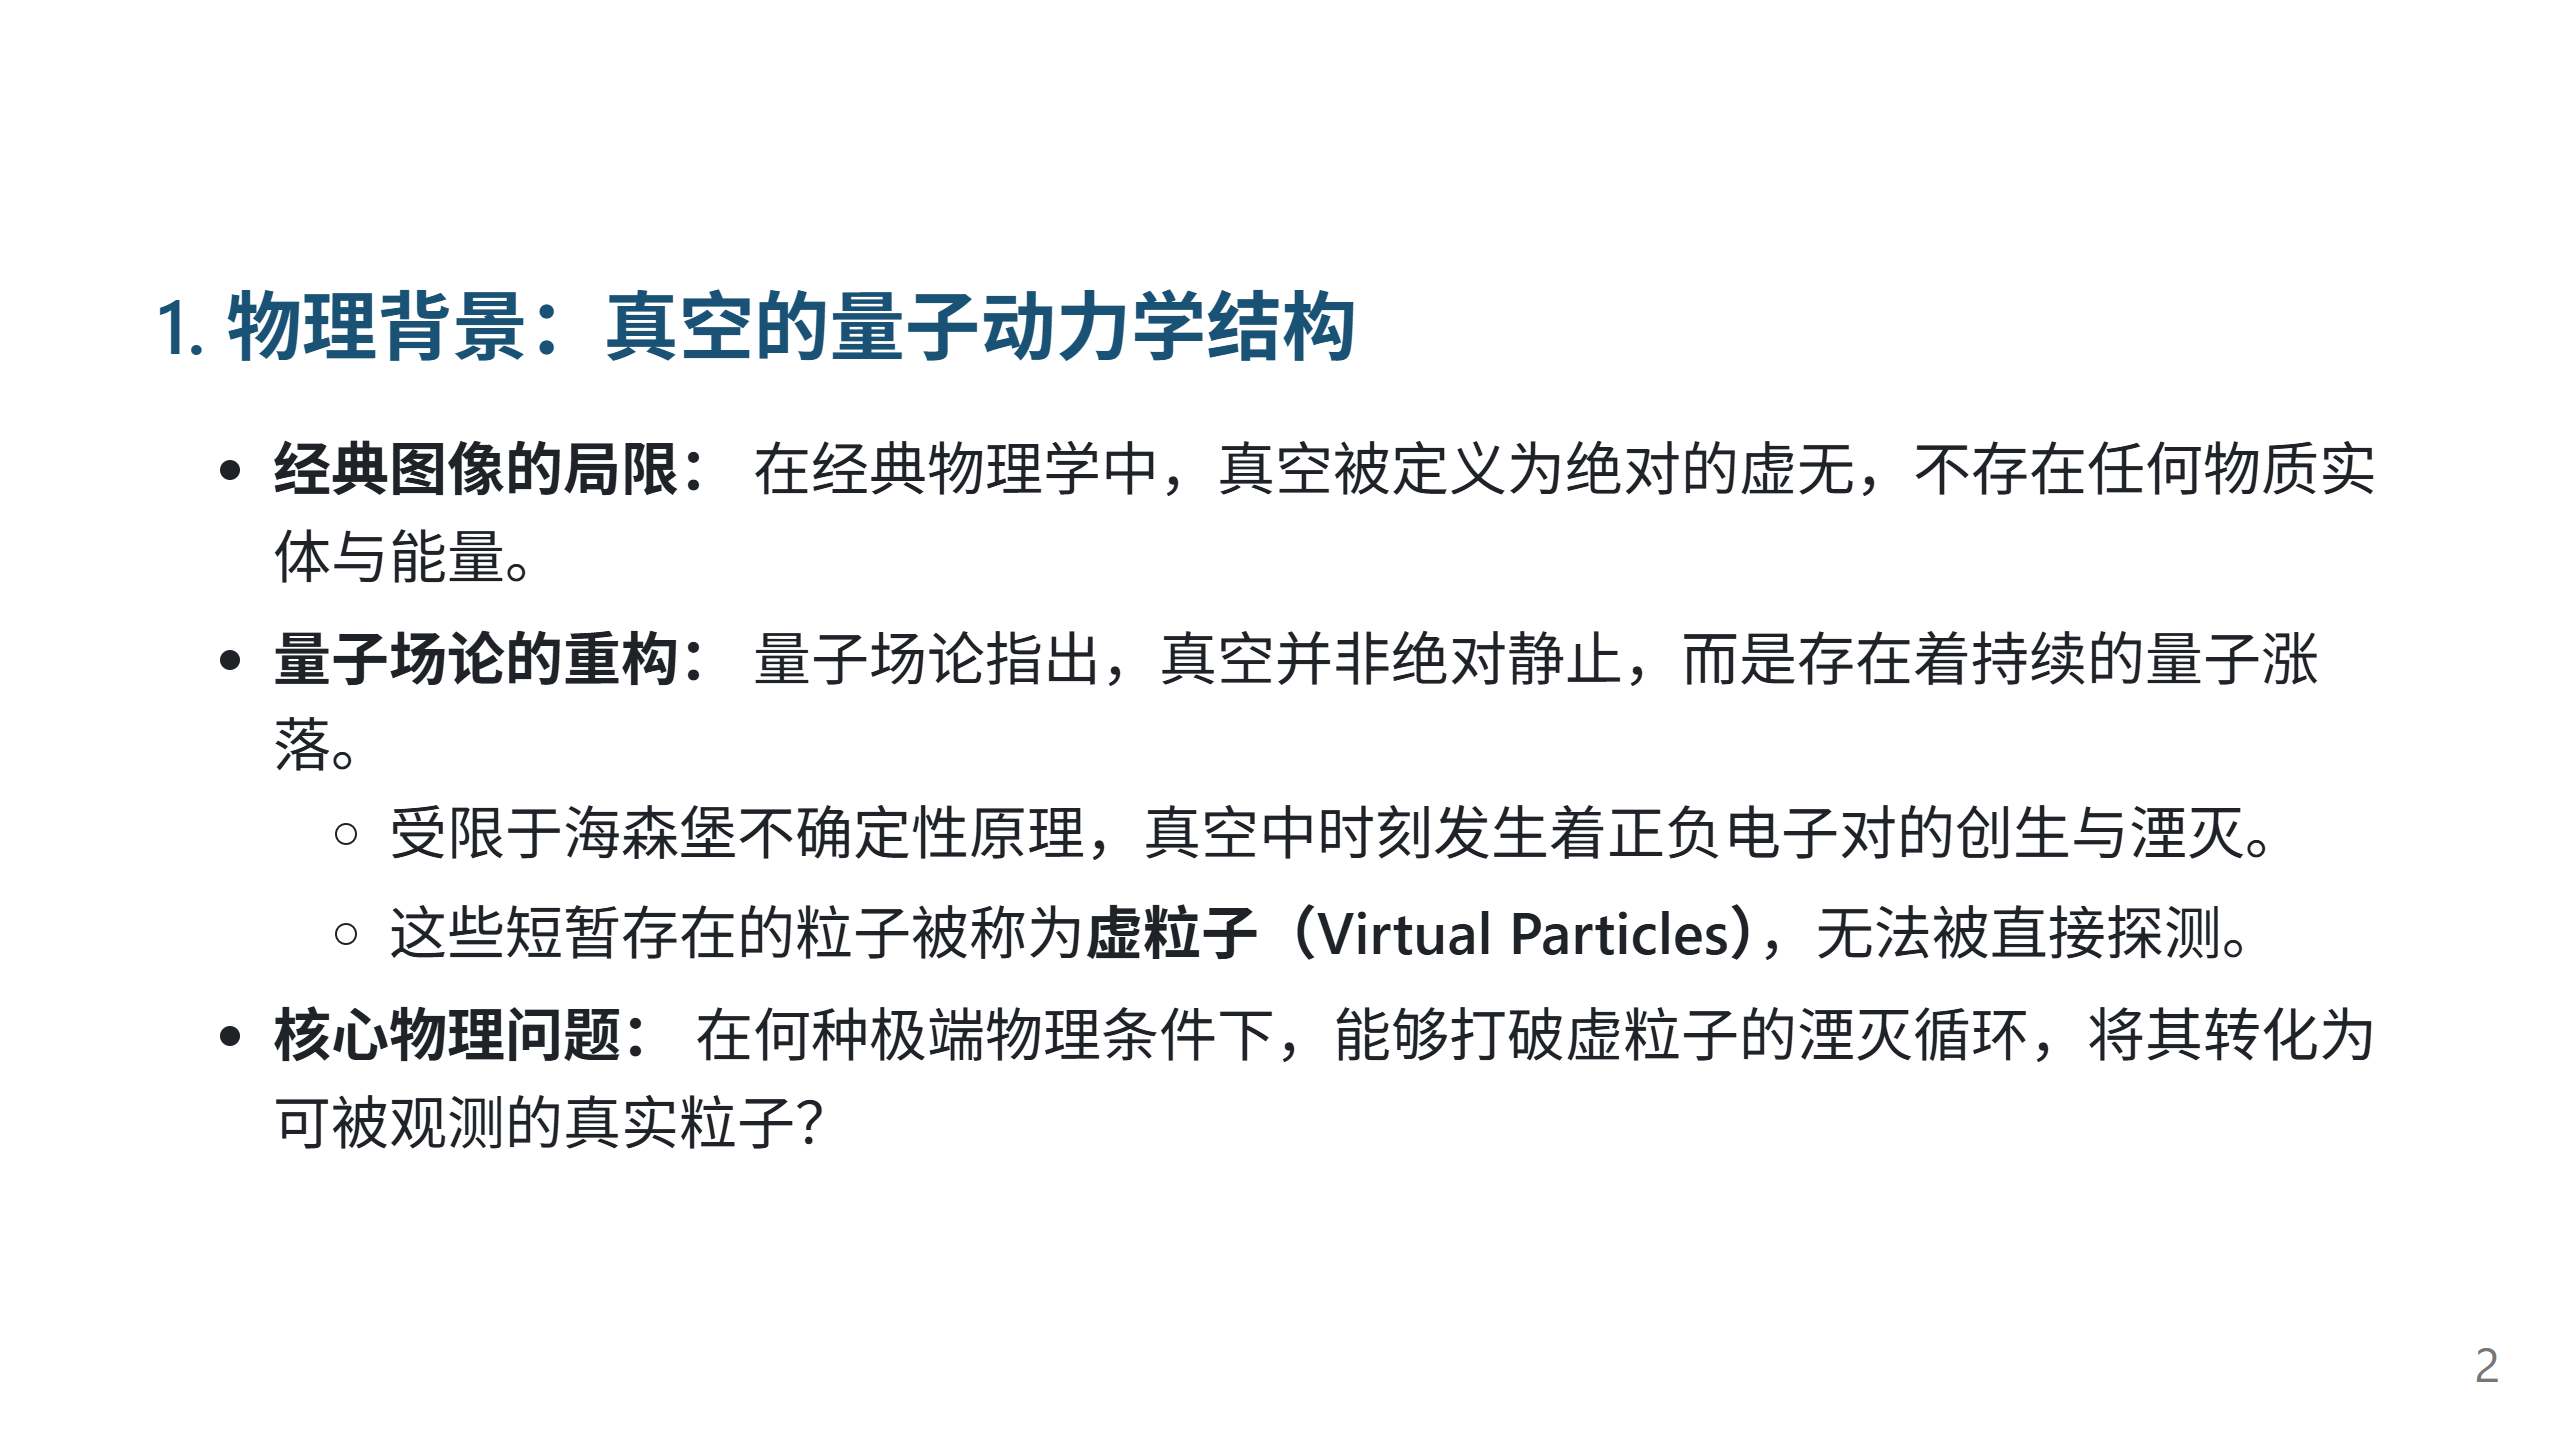 1. 物理背景：真空的量子动力学结构
• 经典图像的局限： 在经典物理学中，真空被定义为绝对的虚无，不存在任何物质实
体与能量。
• 量子场论的重构： 量子场论指出，真空并非绝对静止，而是存在着持续的量子涨
落。
○ 受限于海森堡不确定性原理，真空中时刻发生着正负电子对的创生与湮灭。
○ 这些短暂存在的粒子被称为虚粒子（Virtual Particles），无法被直接探测。
• 核心物理问题： 在何种极端物理条件下，能够打破虚粒子的湮灭循环，将其转化为
可被观测的真实粒子？
2